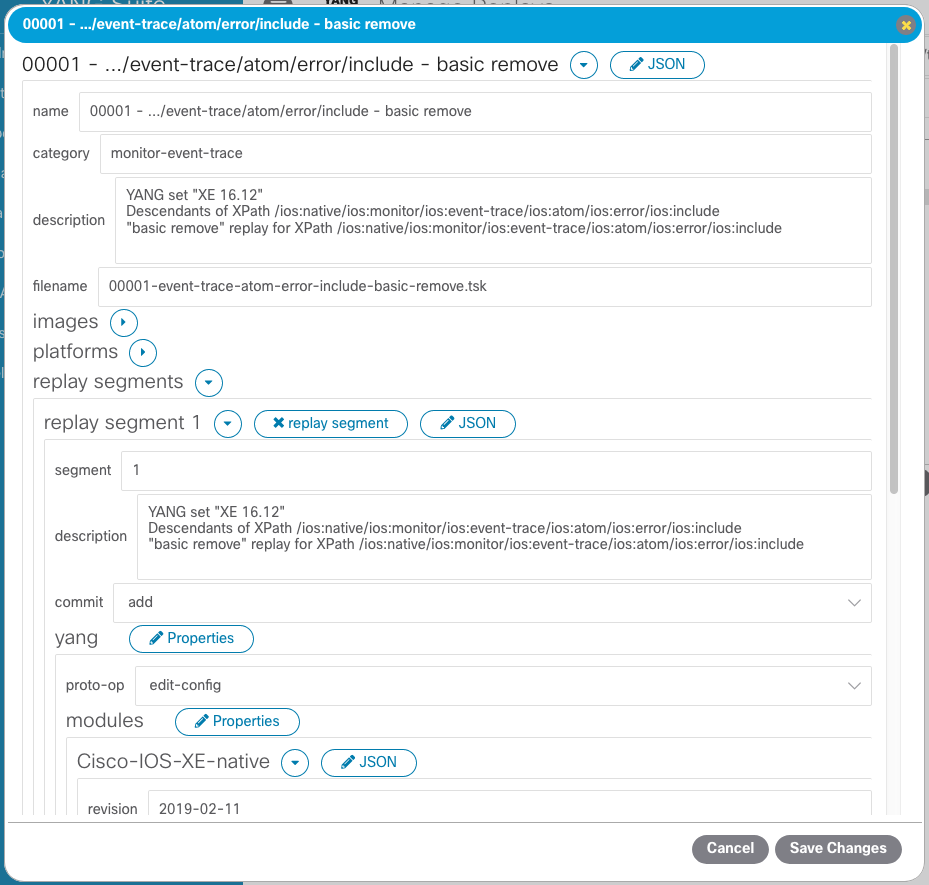 00001 - .../event-trace/atom/error/include - basic remove
00001 - .../event-trace/atom/error/include - basic remove JSON
name 00001 - .../event-trace/atom/error/include - basic remove
category monitor-event-trace
description YANG set "XE 16.12"
Descendants of XPath /ios:native/ios:monitor/ios:event-trace/ios:atom/ios:error/ios:include
"basic remove" replay for XPath /ios:native/ios:monitor/ios:event-trace/ios:atom/ios:error/ios:include
filename 00001-event-trace-atom-error-include-basic-remove.tsk
images
platforms
replay segments
replay segment 1 replay segment JSON
segment 1
description YANG set "XE 16.12"
Descendants of XPath /ios:native/ios:monitor/ios:event-trace/ios:atom/ios:error/ios:include
"basic remove" replay for XPath /ios:native/ios:monitor/ios:event-trace/ios:atom/ios:error/ios:include
commit add
yang Properties
proto-op edit-config
modules Properties
Cisco-IOS-XE-native JSON
revision 2019-02-11
Cancel Save Changes